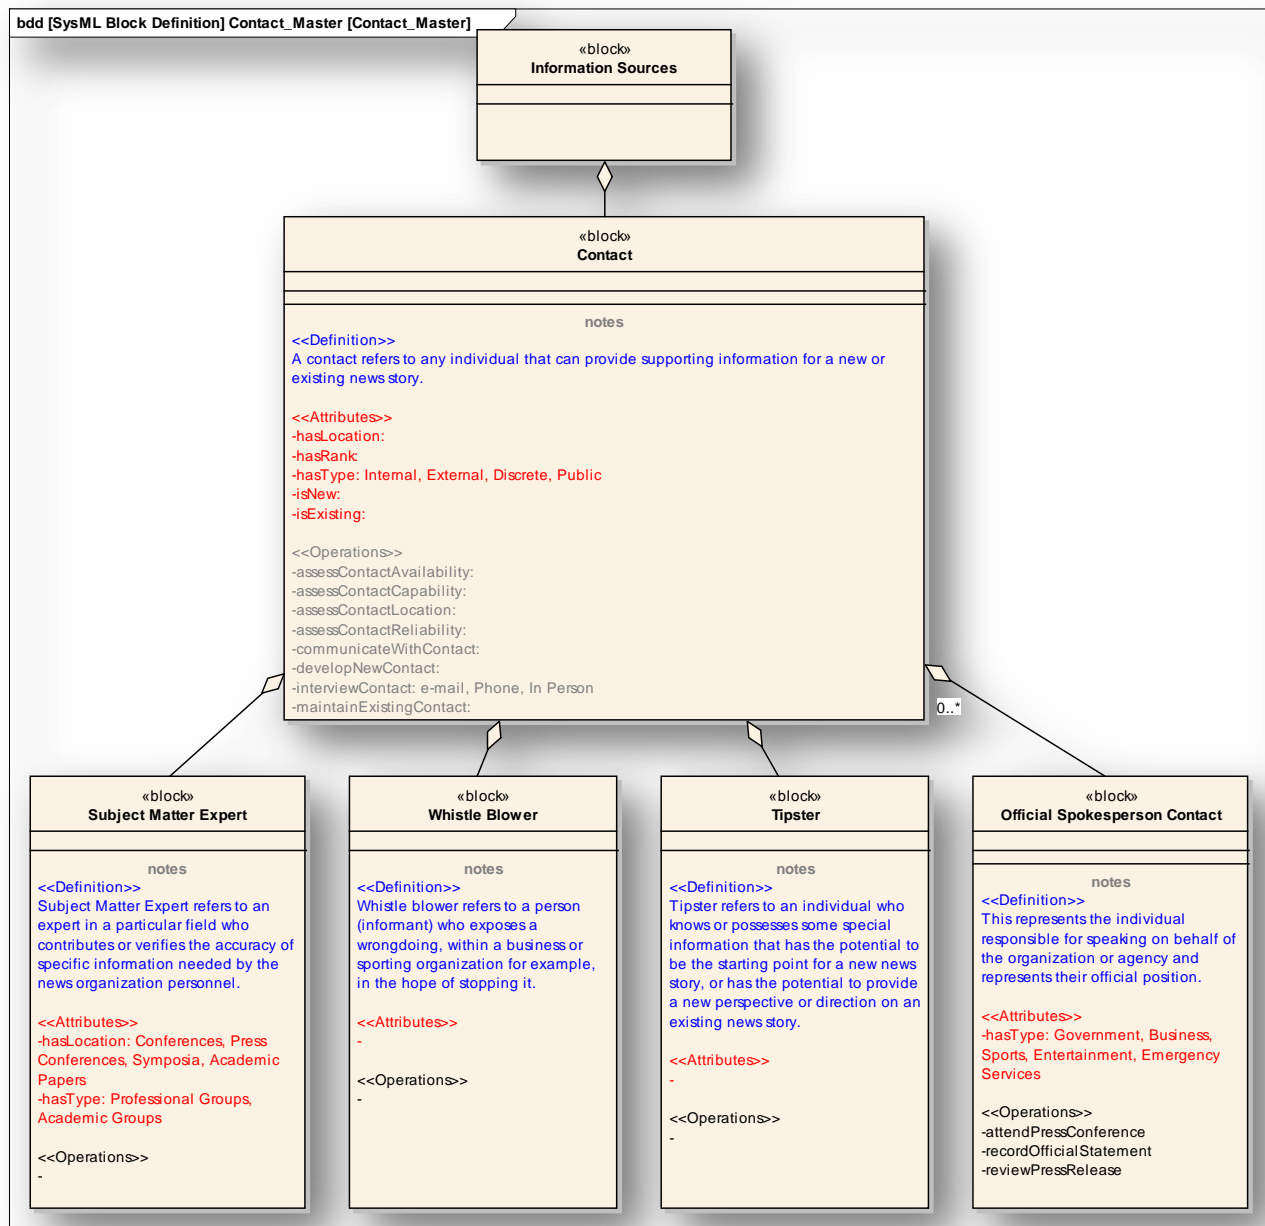 bdd [SysML Block Definition] Contact_Master [Contact_Master]
«block»
Information Sources
«block»
Contact
notes
<<Definition>>
A contact refers to any individual that can provide supporting information for a new or
existing news story.
<<Attributes>>
-hasLocation:
-hasRank:
-hasType: Internal, External, Discrete, Public
-isNew:
-isExisting:
<<Operations>>
-assessContactAvailability:
-assessContactCapability:
-assessContactLocation:
-assessContactReliability:
-communicateWithContact:
-developNewContact:
-interviewContact: e-mail, Phone, In Person
-maintainExistingContact:
0..*
«block»
Subject Matter Expert
notes
<<Definition>>
Subject Matter Expert refers to an
expert in a particular field who
contributes or verifies the accuracy of
specific information needed by the
news organization personnel.
<<Attributes>>
-hasLocation: Conferences, Press
Conferences, Symposia, Academic
Papers
-hasType: Professional Groups,
Academic Groups
<<Operations>>
-
«block»
Whistle Blower
notes
<<Definition>>
Whistle blower refers to a person
(informant) who exposes a
wrongdoing, within a business or
sporting organization for example,
in the hope of stopping it.
<<Attributes>>
-
<<Operations>>
-
«block»
Tipster
notes
<<Definition>>
Tipster refers to an individual who
knows or possesses some special
information that has the potential to
be the starting point for a new news
story, or has the potential to provide
a new perspective or direction on an
existing news story.
<<Attributes>>
-
<<Operations>>
-
«block»
Official Spokesperson Contact
notes
<<Definition>>
This represents the individual
responsible for speaking on behalf of
the organization or agency and
represents their official position.
<<Attributes>>
-hasType: Government, Business,
Sports, Entertainment, Emergency
Services
<<Operations>>
-attendPressConference
-recordOfficialStatement
-reviewPressRelease